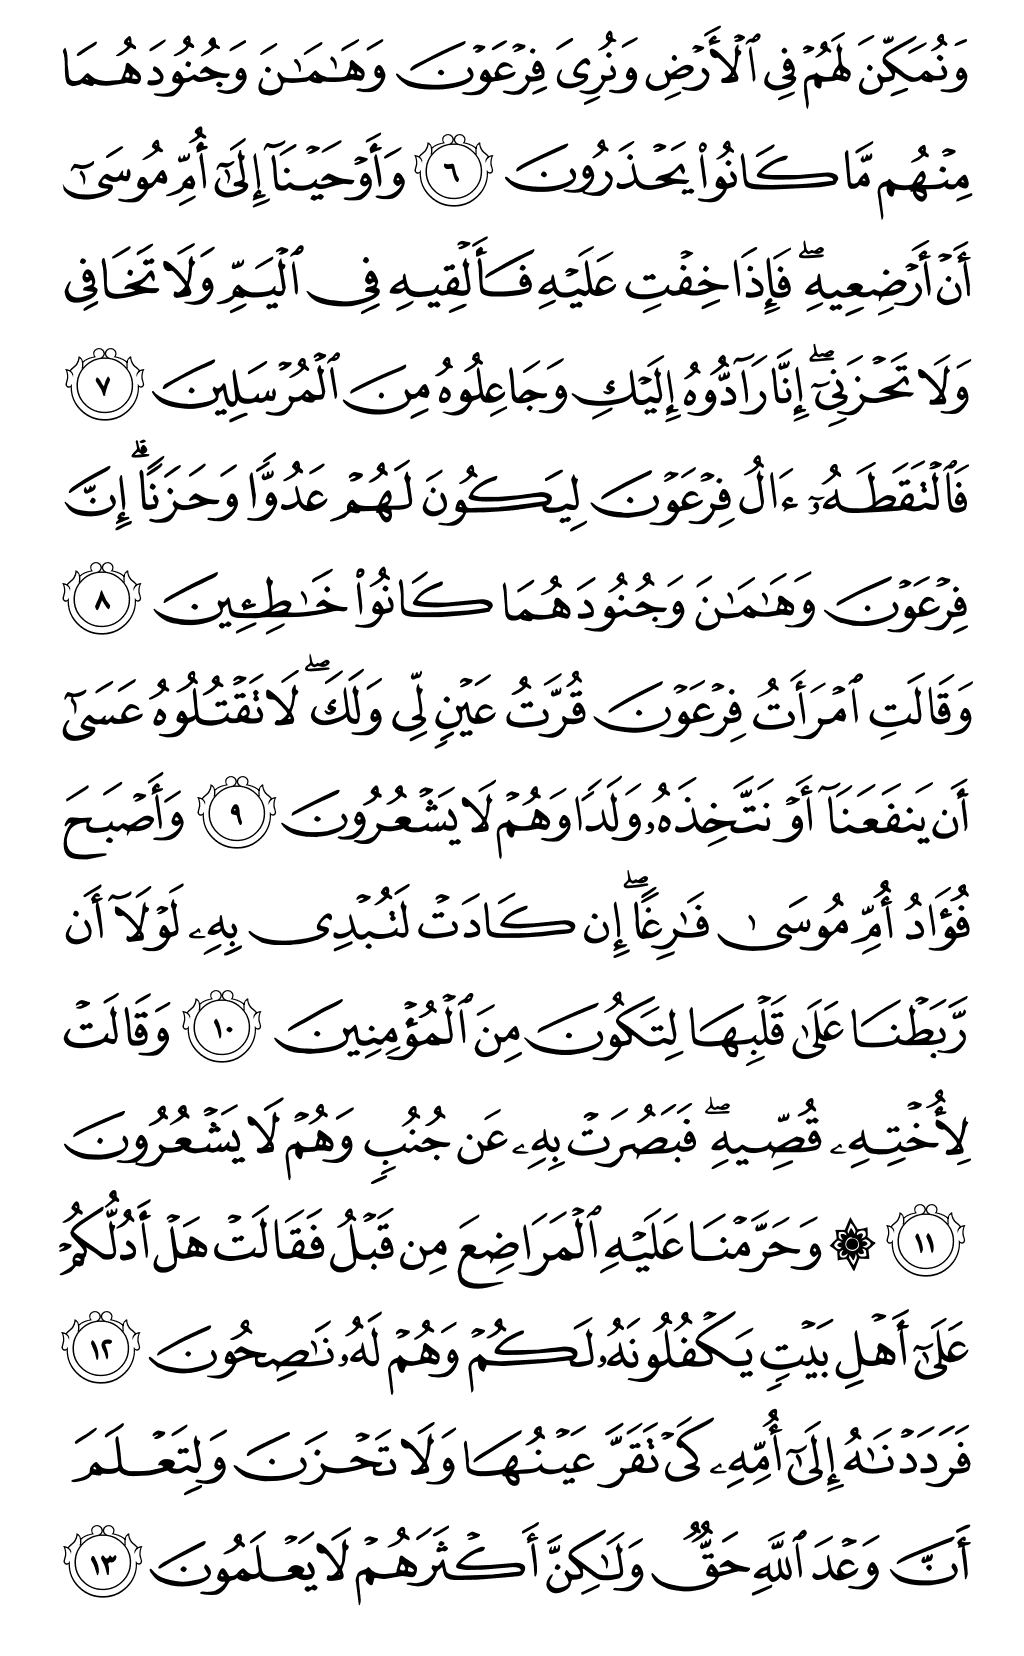 وَنُمَكِّنَ لَهُمْ فِي ٱلْأَرْضِ وَنُرِيَ فِرْعَوْنَ وَهَٰمَٰنَ وَجُنُودَهُمَا
مِنْهُم مَّا كَانُوا۟ يَحْذَرُونَ ٦ وَأَوْحَيْنَآ إِلَىٰٓ أُمِّ مُوسَىٰٓ
أَنْ أَرْضِعِيهِ ۖ فَإِذَا خِفْتِ عَلَيْهِ فَأَلْقِيهِ فِي ٱلْيَمِّ وَلَا تَخَافِي
وَلَا تَحْزَنِيٓ ۖ إِنَّا رَآدُّوهُ إِلَيْكِ وَجَاعِلُوهُ مِنَ ٱلْمُرْسَلِينَ ٧
فَٱلْتَقَطَهُۥٓ ءَالُ فِرْعَوْنَ لِيَكُونَ لَهُمْ عَدُوًّا وَحَزَنًا ۗ إِنَّ
فِرْعَوْنَ وَهَٰمَٰنَ وَجُنُودَهُمَا كَانُوا۟ خَٰطِـِٔينَ ٨
وَقَالَتِ ٱمْرَأَتُ فِرْعَوْنَ قُرَّتُ عَيْنٍ لِّي وَلَكَ ۖ لَا تَقْتُلُوهُ عَسَىٰٓ
أَن يَنفَعَنَآ أَوْ نَتَّخِذَهُۥ وَلَدًا وَهُمْ لَا يَشْعُرُونَ ٩ وَأَصْبَحَ
فُؤَادُ أُمِّ مُوسَىٰ فَٰرِغًا ۖ إِن كَادَتْ لَتُبْدِي بِهِۦ لَوْلَآ أَن
رَّبَطْنَا عَلَىٰ قَلْبِهَا لِتَكُونَ مِنَ ٱلْمُؤْمِنِينَ ١٠ وَقَالَتْ
لِأُخْتِهِۦ قُصِّيهِ ۖ فَبَصُرَتْ بِهِۦ عَن جُنُبٍ وَهُمْ لَا يَشْعُرُونَ
١١ ۞ وَحَرَّمْنَا عَلَيْهِ ٱلْمَرَاضِعَ مِن قَبْلُ فَقَالَتْ هَلْ أَدُلُّكُمْ
عَلَىٰٓ أَهْلِ بَيْتٍ يَكْفُلُونَهُۥ لَكُمْ وَهُمْ لَهُۥ نَٰصِحُونَ ١٢
فَرَدَدْنَٰهُ إِلَىٰٓ أُمِّهِۦ كَيْ تَقَرَّ عَيْنُهَا وَلَا تَحْزَنَ وَلِتَعْلَمَ
أَنَّ وَعْدَ ٱللَّهِ حَقٌّ وَلَٰكِنَّ أَكْثَرَهُمْ لَا يَعْلَمُونَ ١٣